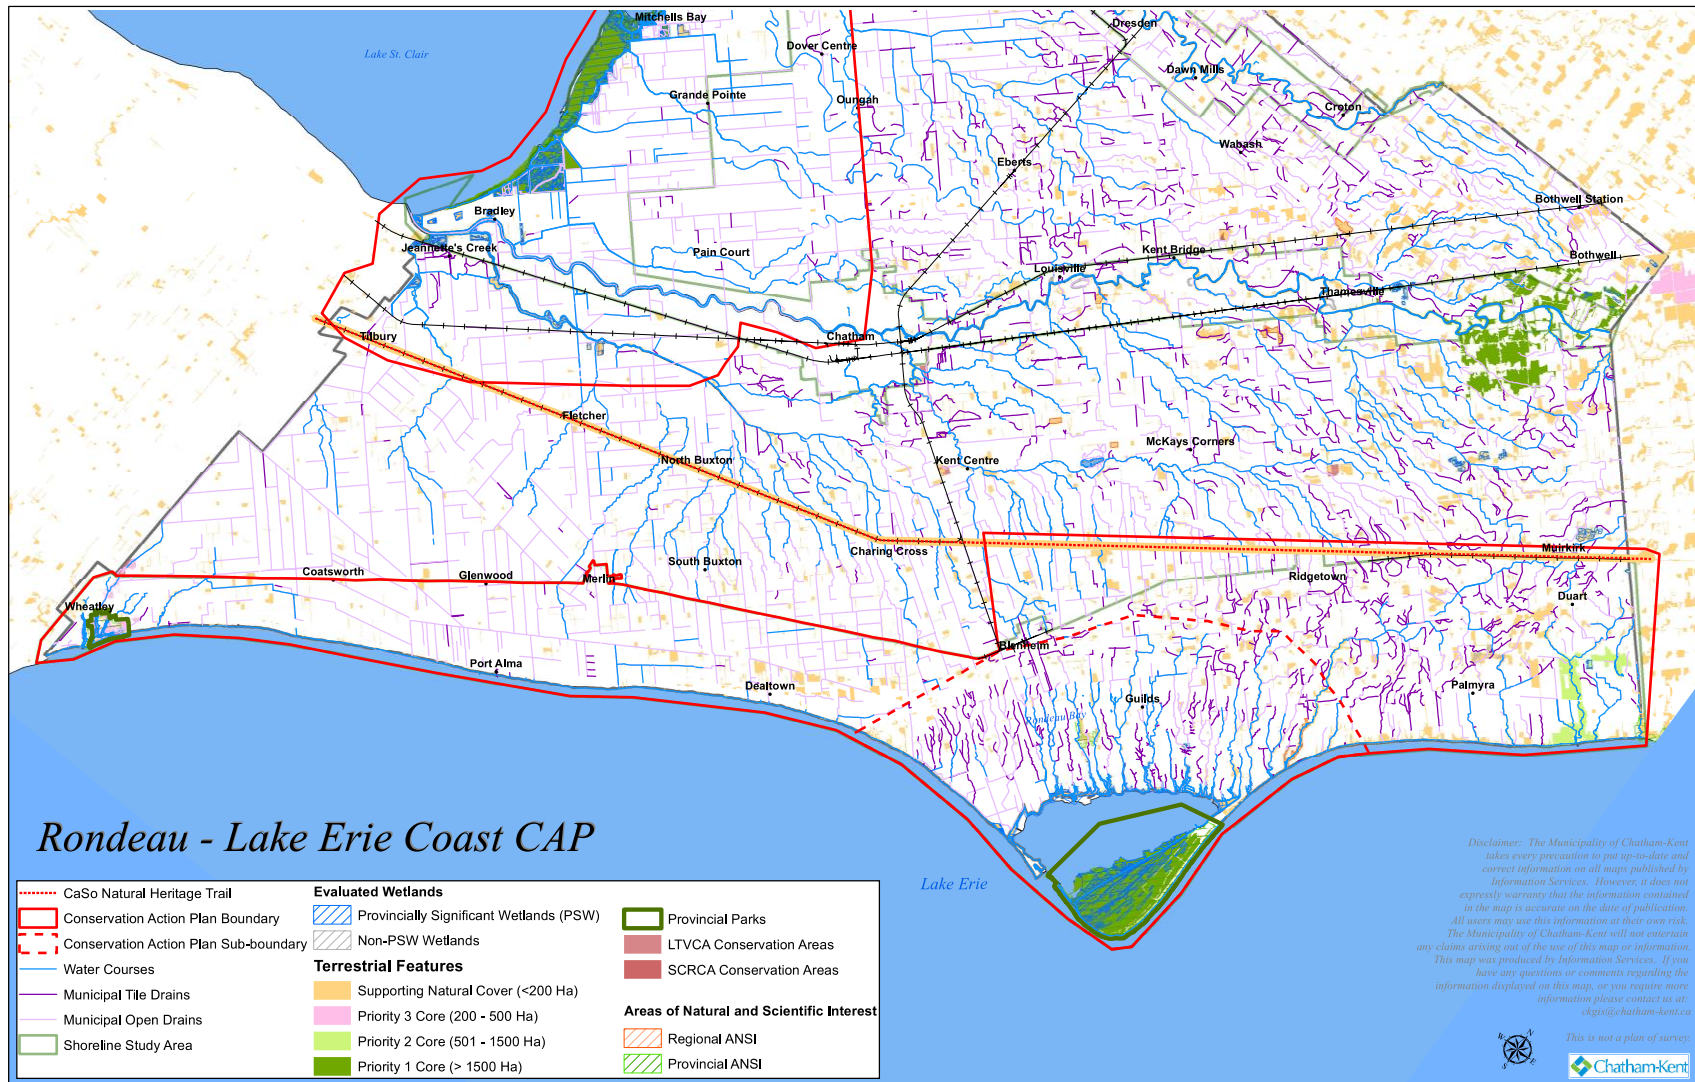 Mitchells Bay
Dresden
Dover Centre
Lake St. Clair
Dawn Mills
Grande Pointe
Oungah
Croton
Wabash
Eberts
Bothwell Station
Bradley
Jeannette's Creek
Pain Court
Kent Bridge
Bothwell
Louisville
Thamesville
Tilbury
Chatham
Fletcher
McKays Corners
North Buxton
Kent Centre
Charing Cross
Muirkirk
Coatsworth
Glenwood
Merlin
South Buxton
Ridgetown
Duart
Wheatley
Blenheim
Port Alma
Dealtown
Guilds
Palmyra
Rondeau Bay
Rondeau - Lake Erie Coast CAP
Lake Erie
CaSo Natural Heritage Trail
Conservation Action Plan Boundary
Conservation Action Plan Sub-boundary
Water Courses
Municipal Tile Drains
Municipal Open Drains
Shoreline Study Area
Evaluated Wetlands
Provincially Significant Wetlands (PSW)
Non-PSW Wetlands
Terrestrial Features
Supporting Natural Cover (<200 Ha)
Priority 3 Core (200 - 500 Ha)
Priority 2 Core (501 - 1500 Ha)
Priority 1 Core (> 1500 Ha)
Provincial Parks
LTVCA Conservation Areas
SCRCA Conservation Areas
Areas of Natural and Scientific Interest
Regional ANSI
Provincial ANSI
Disclaimer: The Municipality of Chatham-Kent
takes every precaution to put up-to-date and
correct information on all maps published by
Information Services. However, it does not
expressly warranty that the information contained
in the map is accurate on the date of publication.
All users may use this information at their own risk.
The Municipality of Chatham-Kent will not entertain
any claims arising out of the use of this map or information.
This map was produced by Information Services. If you
have any questions or comments regarding the
information displayed on this map, or you require more
information please contact us at:
ckgis@chatham-kent.ca
This is not a plan of survey.
N
E
S
W
Chatham-Kent